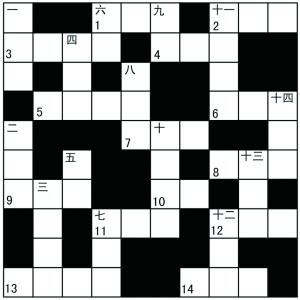 一 六 九 十一
1 2
3 四 4
八
5 6 十四
二 7 十
五 8 十三
9 三 10
七 11 十二 12
13 14